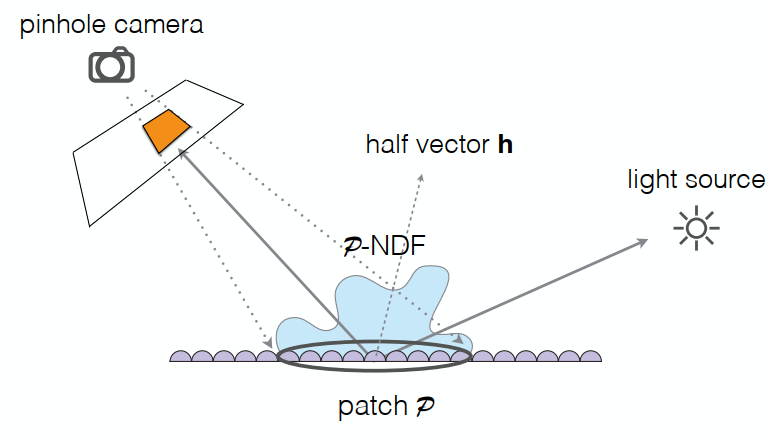 pinhole camera
half vector h
light source
𝒫-NDF
patch 𝒫